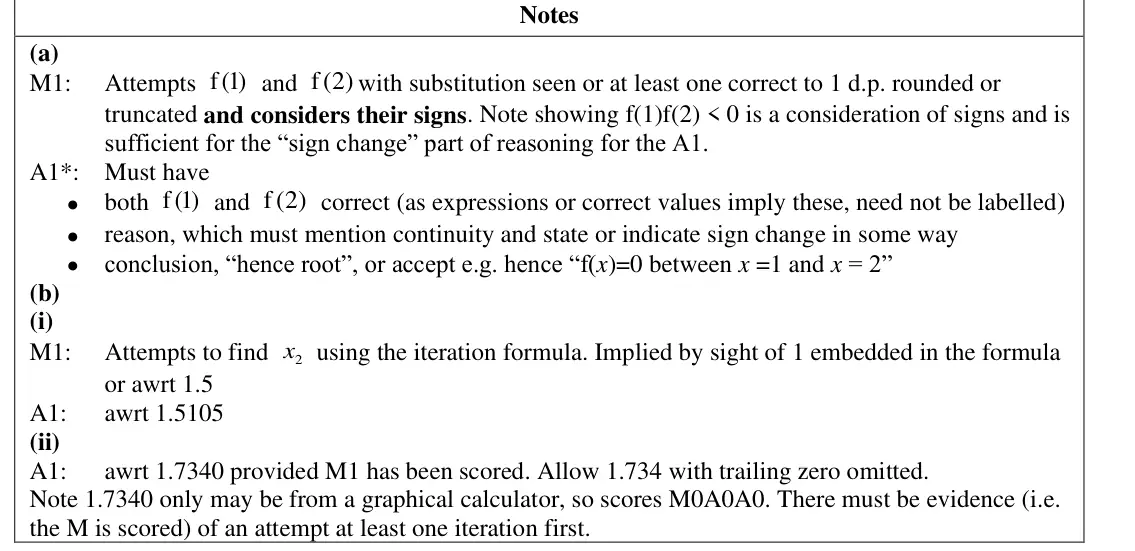 Notes
(a)
M1: Attempts f(1) and f(2) with substitution seen or at least one correct to 1 d.p. rounded or
truncated and considers their signs. Note showing f(1)f(2) < 0 is a consideration of signs and is
sufficient for the “sign change” part of reasoning for the A1.
A1*: Must have
• both f(1) and f(2) correct (as expressions or correct values imply these, need not be labelled)
• reason, which must mention continuity and state or indicate sign change in some way
• conclusion, “hence root”, or accept e.g. hence “f(x)=0 between x =1 and x = 2”
(b)
(i)
M1: Attempts to find x₂ using the iteration formula. Implied by sight of 1 embedded in the formula
or awrt 1.5
A1: awrt 1.5105
(ii)
A1: awrt 1.7340 provided M1 has been scored. Allow 1.734 with trailing zero omitted.
Note 1.7340 only may be from a graphical calculator, so scores M0A0A0. There must be evidence (i.e.
the M is scored) of an attempt at least one iteration first.